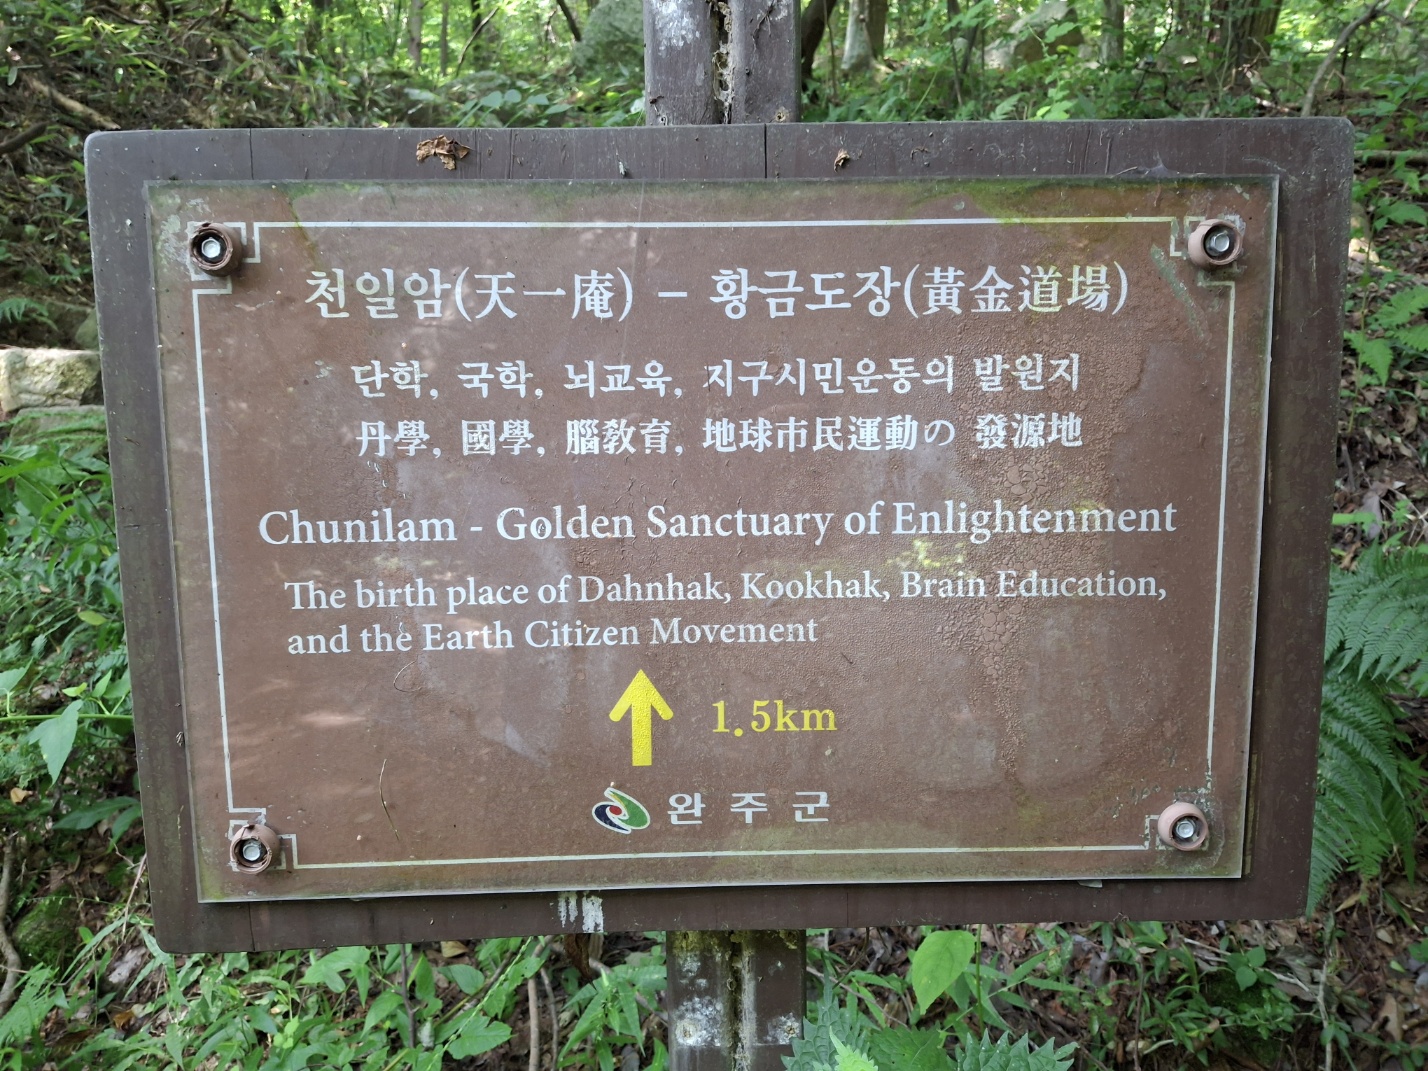 천일암(天一庵) - 황금도장(黃金道場)
단학, 국학, 뇌교육, 지구시민운동의 발원지
丹學, 國學, 腦敎育, 地球市民運動の 發源地
Chunilam - Golden Sanctuary of Enlightenment
The birth place of Dahnhak, Kookhak, Brain Education,
and the Earth Citizen Movement
1.5km
완주군